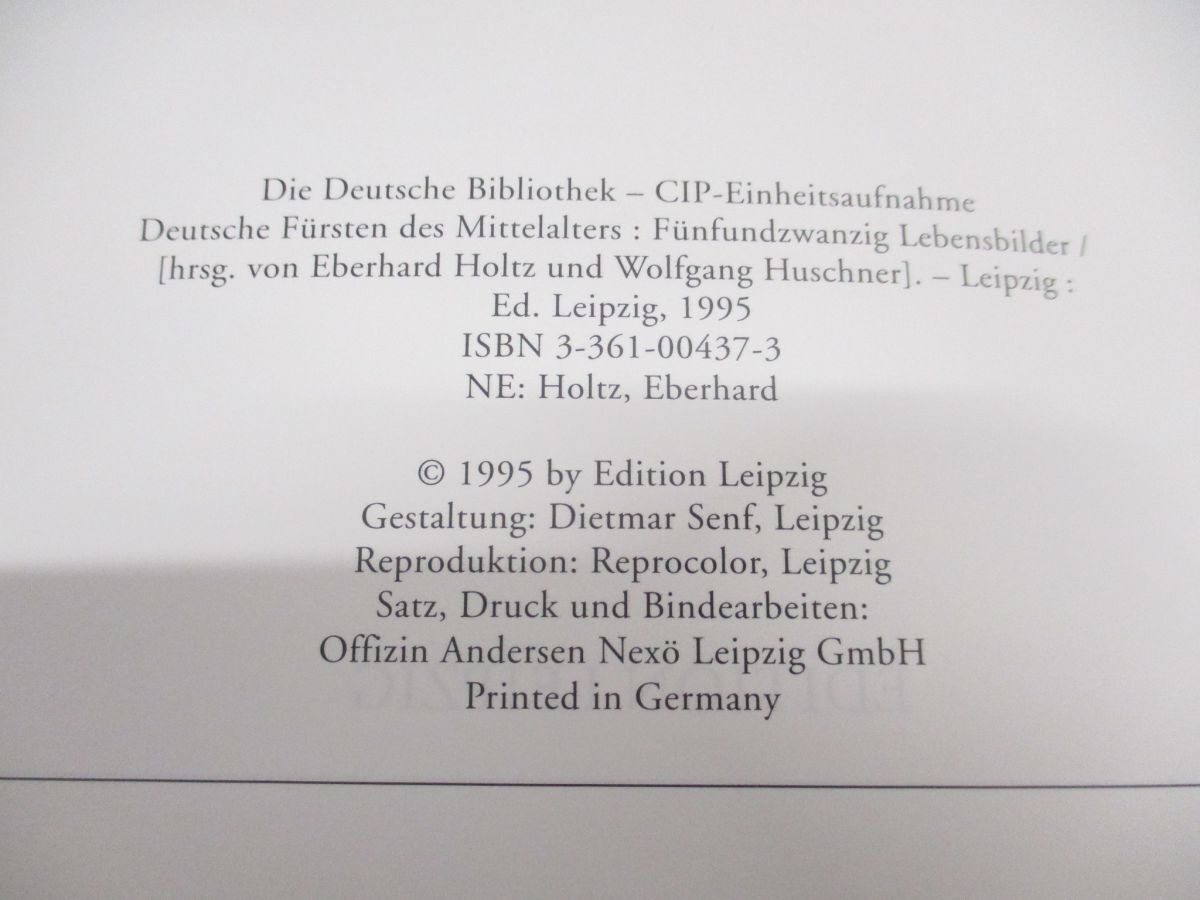 Die Deutsche Bibliothek – CIP-Einheitsaufnahme
Deutsche Fürsten des Mittelalters : Fünfundzwanzig Lebensbilder /
[hrsg. von Eberhard Holtz und Wolfgang Huschner]. – Leipzig :
Ed. Leipzig, 1995
ISBN 3-361-00437-3
NE: Holtz, Eberhard
© 1995 by Edition Leipzig
Gestaltung: Dietmar Senf, Leipzig
Reproduktion: Reprocolor, Leipzig
Satz, Druck und Bindearbeiten:
Offizin Andersen Nexö Leipzig GmbH
Printed in Germany